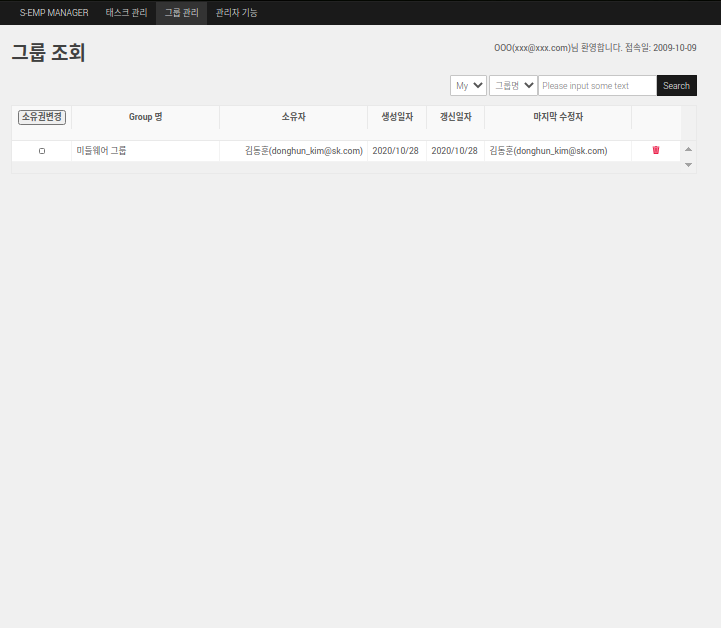 S-EMP MANAGER 태스크 관리 그룹 관리 관리자 기능
그룹 조회
OOO(xxx@xxx.com)님 환영합니다. 접속일: 2009-10-09
My 그룹명 Please input some text Search
소유권변경 Group 명 소유자 생성일자 갱신일자 마지막 수정자
미들웨어 그룹 김동훈(donghun_kim@sk.com) 2020/10/28 2020/10/28 김동훈(donghun_kim@sk.com)